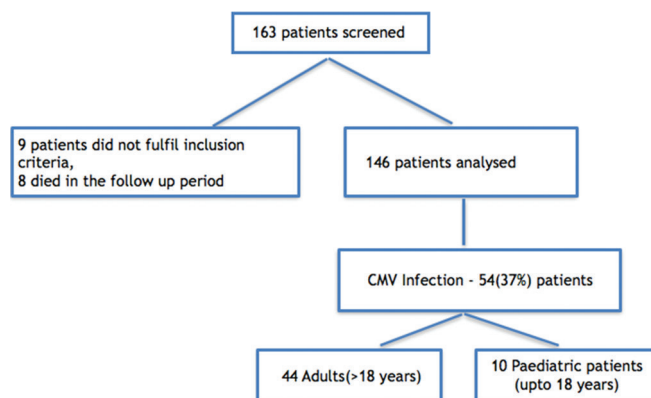 163 patients screened
9 patients did not fulfil inclusion
criteria,
8 died in the follow up period
146 patients analysed
CMV Infection - 54(37%) patients
44 Adults(>18 years)
10 Paediatric patients
(upto 18 years)